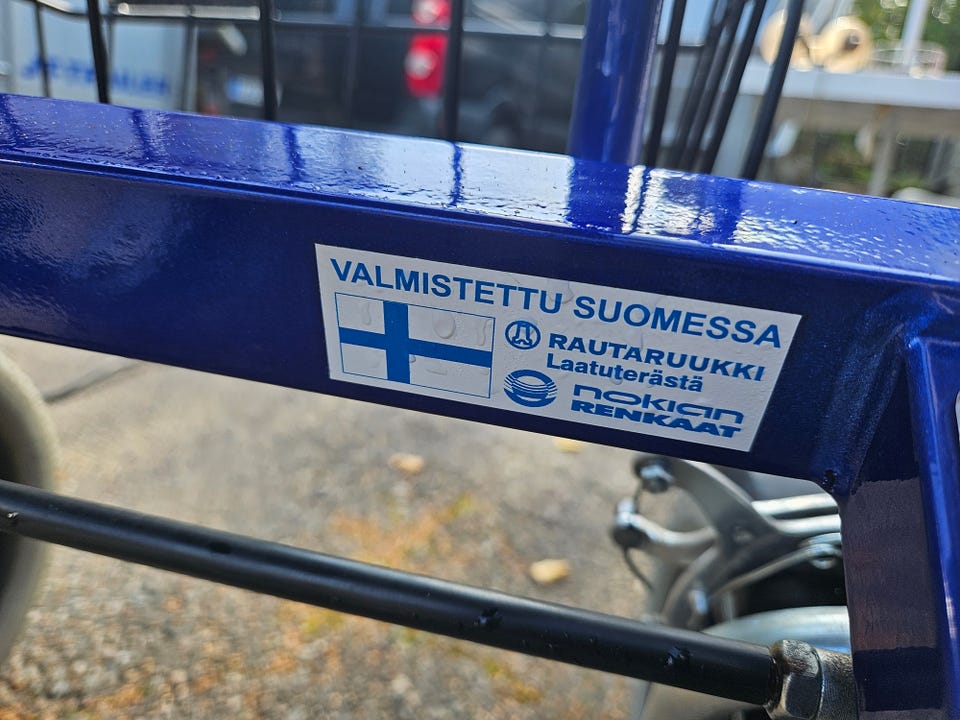 VALMISTETTU SUOMESSA
RAUTARUUKKI
Laatuterästä
nokian
RENKAAT